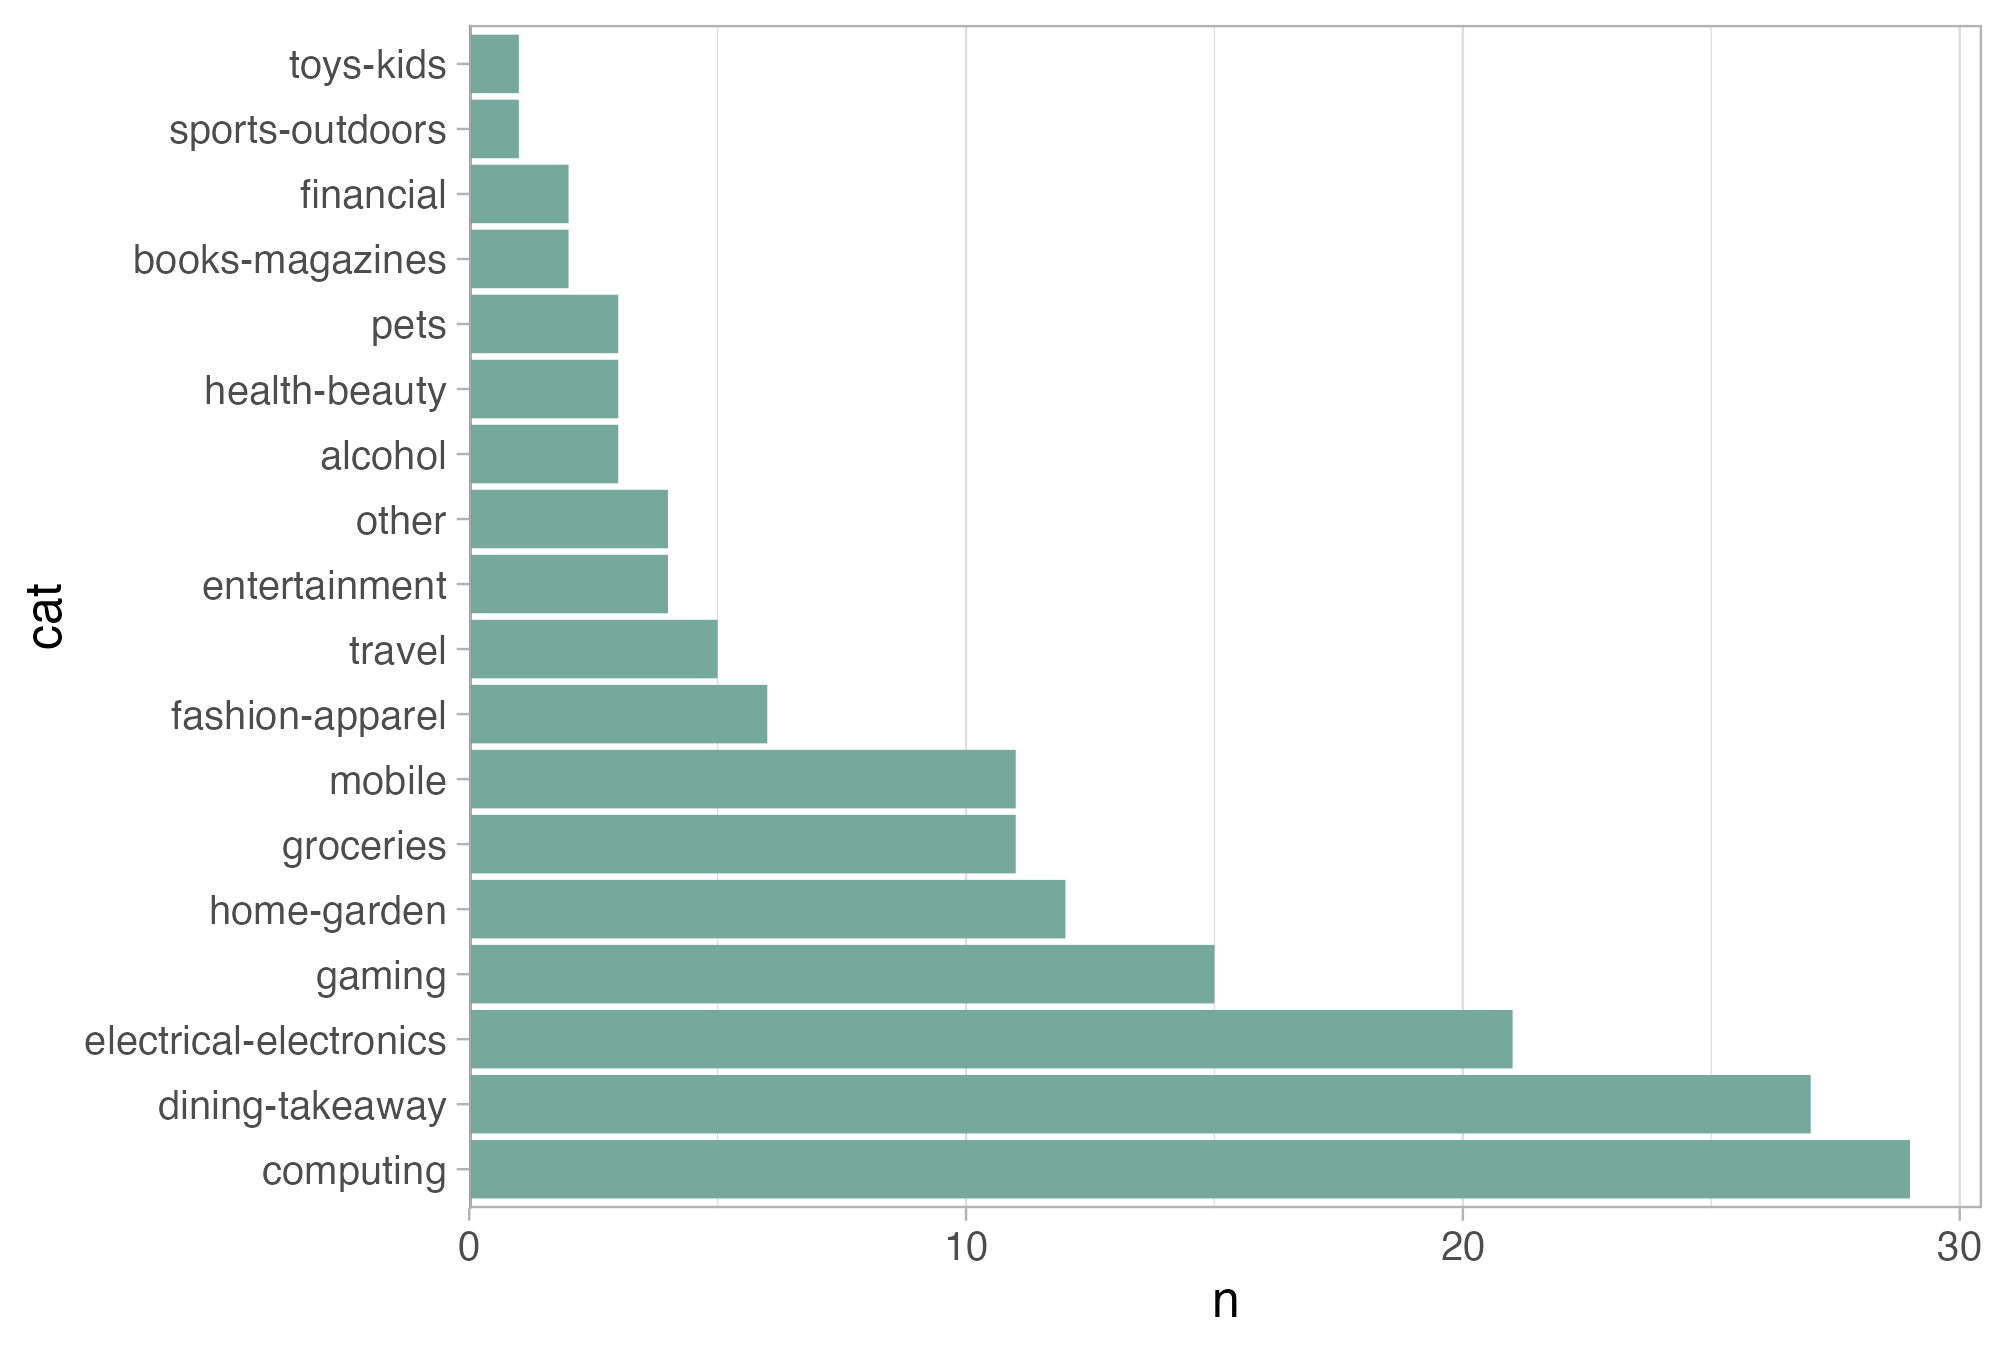 toys-kids
sports-outdoors
financial
books-magazines
pets
health-beauty
alcohol
other
entertainment
travel
fashion-apparel
mobile
groceries
home-garden
gaming
electrical-electronics
dining-takeaway
computing
cat
0 10 20 30
n